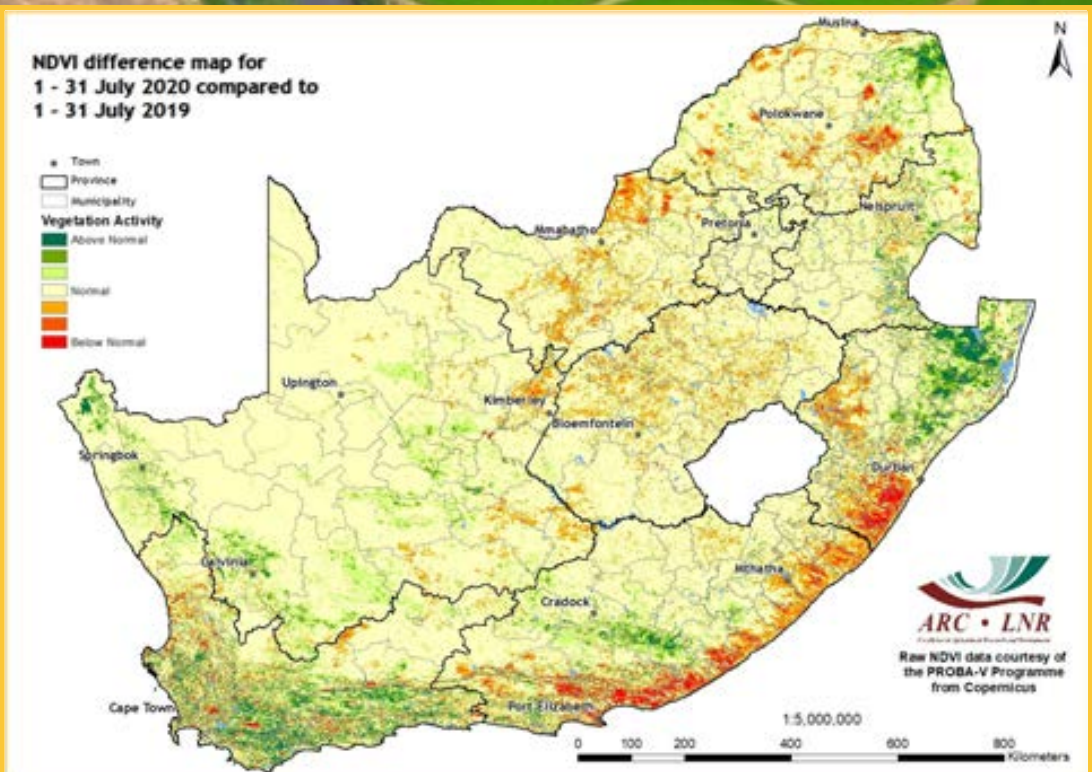 NDVI difference map for
1 - 31 July 2020 compared to
1 - 31 July 2019
Town
Province
Municipality
Vegetation Activity
Above Normal
Normal
Below Normal
N
Musina
Polokwane
Nelspruit
Pretoria
Mmabatho
Upington
Kimberley
Bloemfontein
Springbok
Durban
Calvinia
Mthatha
Cradock
Cape Town
Port Elizabeth
ARC • LNR
Raw NDVI data courtesy of
the PROBA-V Programme
from Copernicus
1:5,000,000
0 100 200 400 600 800
Kilometers